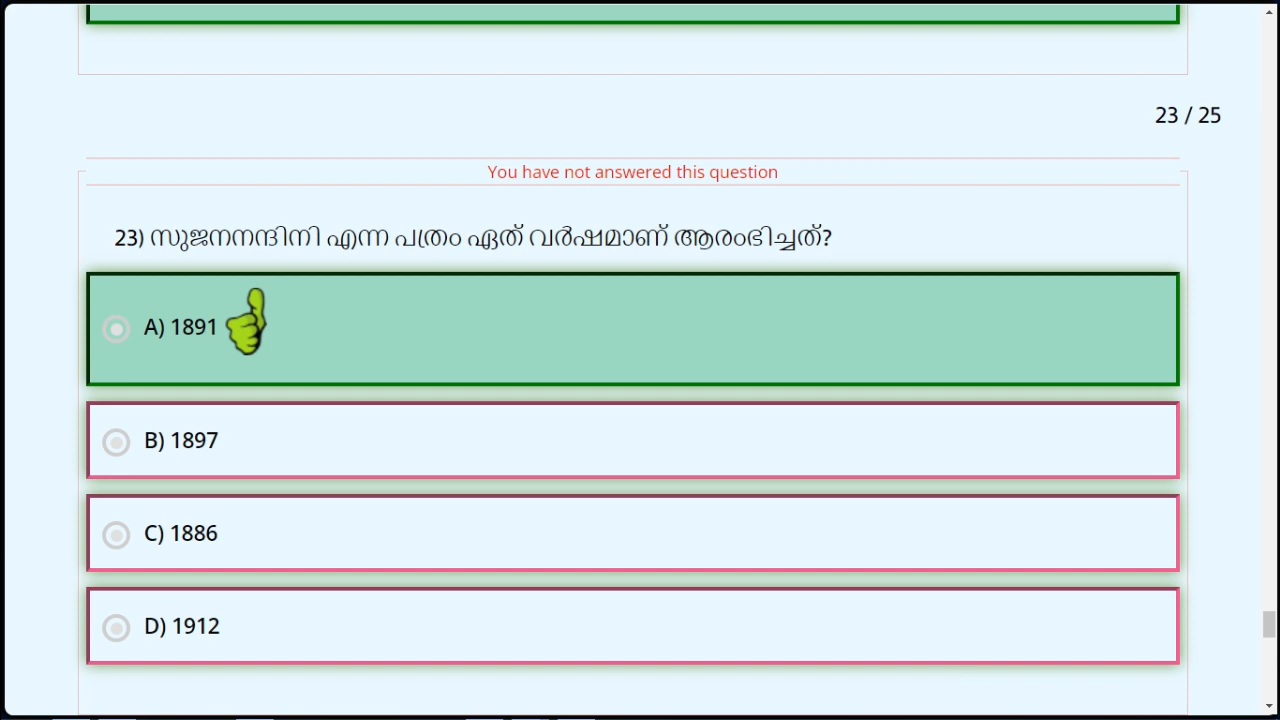 23 / 25
You have not answered this question
23) സുജനനന്ദിനി എന്ന പത്രം ഏത് വർഷമാണ് ആരംഭിച്ചത്?
A) 1891
B) 1897
C) 1886
D) 1912